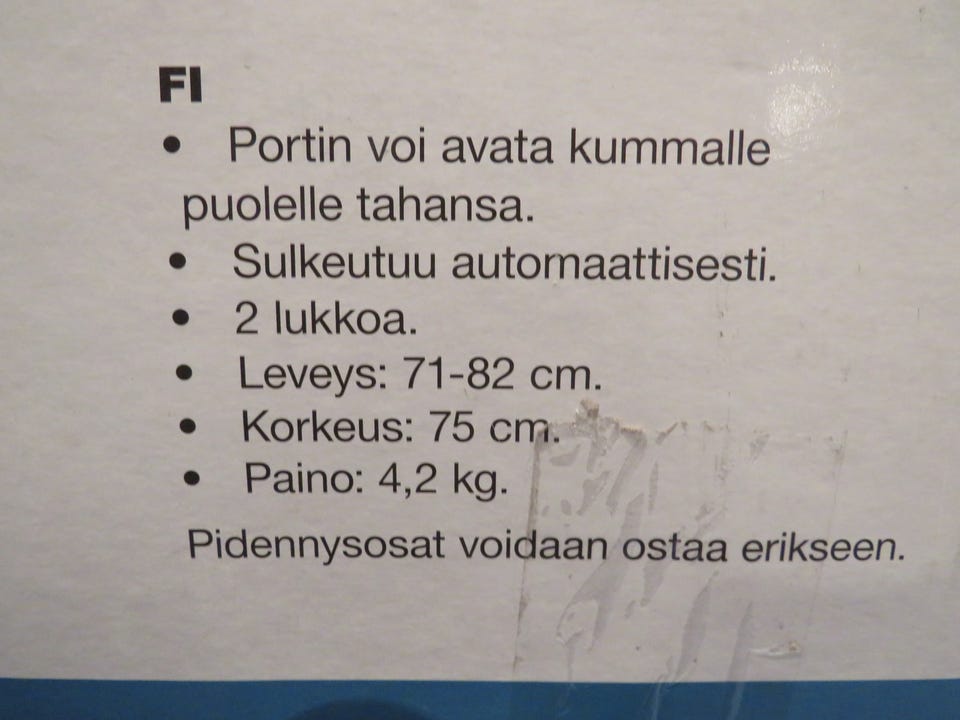 FI
• Portin voi avata kummalle
puolelle tahansa.
• Sulkeutuu automaattisesti.
• 2 lukkoa.
• Leveys: 71-82 cm.
• Korkeus: 75 cm.
• Paino: 4,2 kg.
Pidennysosat voidaan ostaa erikseen.